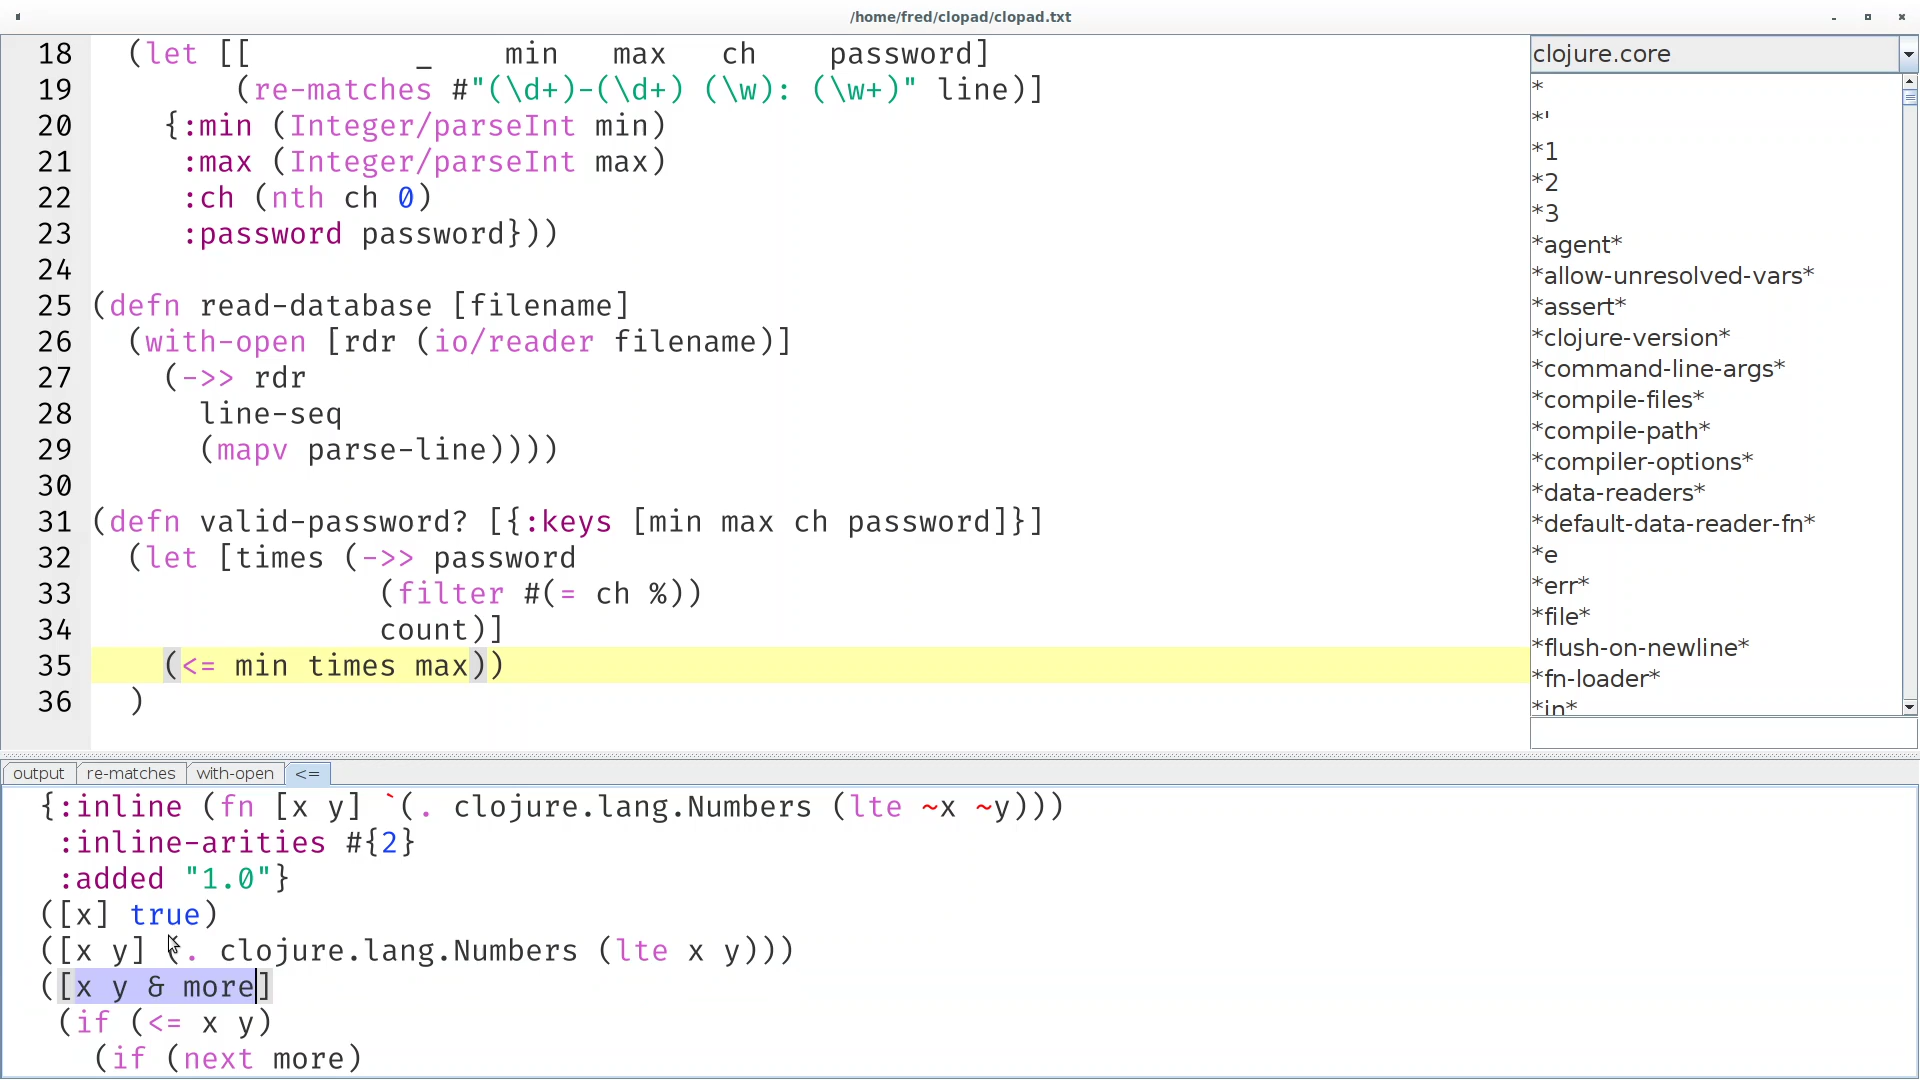 /home/fred/clopad/clopad.txt
18 (let [[ _ min max ch password]
19 (re-matches #"(\d+)-(\d+) (\w): (\w+)" line)]
20 {:min (Integer/parseInt min)
21 :max (Integer/parseInt max)
22 :ch (nth ch 0)
23 :password password}))
24
25 (defn read-database [filename]
26 (with-open [rdr (io/reader filename)]
27 (->> rdr
28 line-seq
29 (mapv parse-line))))
30
31 (defn valid-password? [{:keys [min max ch password]}]
32 (let [times (->> password
33 (filter #(= ch %))
34 count)]
35 (<= min times max))
36 )
clojure.core
*
*'
*1
*2
*3
*agent*
*allow-unresolved-vars*
*assert*
*clojure-version*
*command-line-args*
*compile-files*
*compile-path*
*compiler-options*
*data-readers*
*default-data-reader-fn*
*e
*err*
*file*
*flush-on-newline*
*fn-loader*
*in*
output re-matches with-open <=
{:inline (fn [x y] `(. clojure.lang.Numbers (lte ~x ~y)))
:inline-arities #{2}
:added "1.0"}
([x] true)
([x y] (. clojure.lang.Numbers (lte x y)))
([x y & more]
(if (<= x y)
(if (next more)